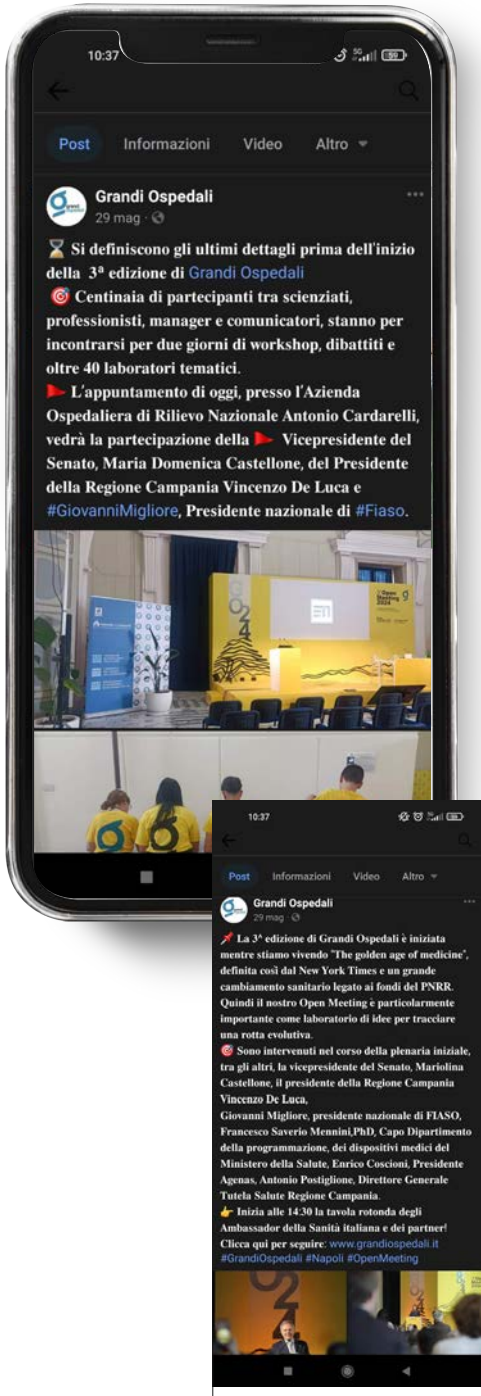 10:37
5G
59
Post Informazioni Video Altro
Grandi Ospedali
29 mag
⏳ Si definiscono gli ultimi dettagli prima dell'inizio
della 3ª edizione di Grandi Ospedali
🎯 Centinaia di partecipanti tra scienziati,
professionisti, manager e comunicatori, stanno per
incontrarsi per due giorni di workshop, dibattiti e
oltre 40 laboratori tematici.
🚩 L'appuntamento di oggi, presso l'Azienda
Ospedaliera di Rilievo Nazionale Antonio Cardarelli,
vedrà la partecipazione della 🚩 Vicepresidente del
Senato, Maria Domenica Castellone, del Presidente
della Regione Campania Vincenzo De Luca e
#GiovanniMigliore, Presidente nazionale di #Fiaso.
GO24
Open
Meeting
2024
10:37
Post Informazioni Video Altro
Grandi Ospedali
29 mag
📌 La 3^ edizione di Grandi Ospedali è iniziata
mentre stiamo vivendo "The golden age of medicine",
definita così dal New York Times e un grande
cambiamento sanitario legato ai fondi del PNRR.
Quindi il nostro Open Meeting è particolarmente
importante come laboratorio di idee per tracciare
una rotta evolutiva.
🎯 Sono intervenuti nel corso della plenaria iniziale,
tra gli altri, la vicepresidente del Senato, Mariolina
Castellone, il presidente della Regione Campania
Vincenzo De Luca,
Giovanni Migliore, presidente nazionale di FIASO,
Francesco Saverio Mennini,PhD, Capo Dipartimento
della programmazione, dei dispositivi medici del
Ministero della Salute, Enrico Coscioni, Presidente
Agenas, Antonio Postiglione, Direttore Generale
Tutela Salute Regione Campania.
👉 Inizia alle 14:30 la tavola rotonda degli
Ambassador della Sanità italiana e dei partner!
Clicca qui per seguire: www.grandiospedali.it
#GrandiOspedali #Napoli #OpenMeeting